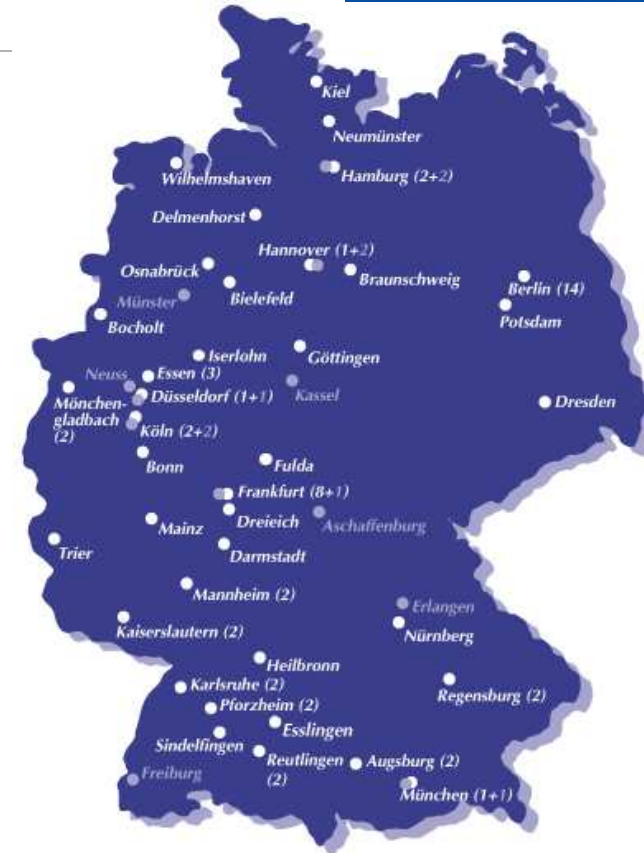 Kiel
Neumünster
Wilhelmshaven
Hamburg (2+2)
Delmenhorst
Hannover (1+2)
Osnabrück
Braunschweig
Berlin (14)
Münster
Bielefeld
Potsdam
Bocholt
Iserlohn
Göttingen
Neuss
Essen (3)
Kassel
Mönchen-
gladbach
(2)
Düsseldorf (1+1)
Dresden
Köln (2+2)
Bonn
Fulda
Frankfurt (8+1)
Mainz
Dreieich
Aschaffenburg
Trier
Darmstadt
Mannheim (2)
Erlangen
Kaiserslautern (2)
Nürnberg
Heilbronn
Karlsruhe (2)
Regensburg (2)
Pforzheim (2)
Esslingen
Sindelfingen
Reutlingen
(2)
Augsburg (2)
Freiburg
München (1+1)